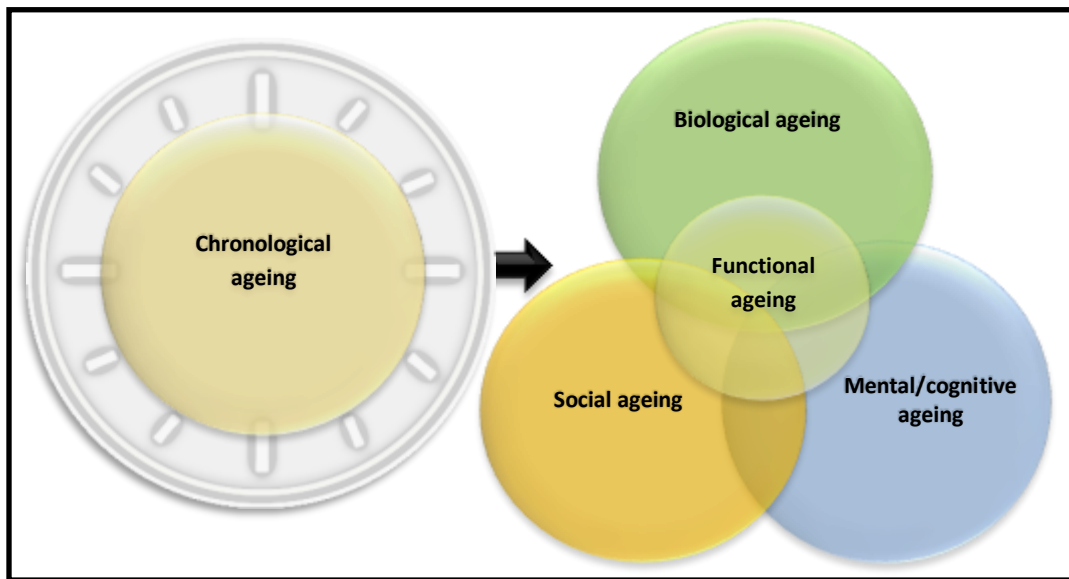 Chronological
ageing
Biological ageing
Functional
ageing
Social ageing
Mental/cognitive
ageing